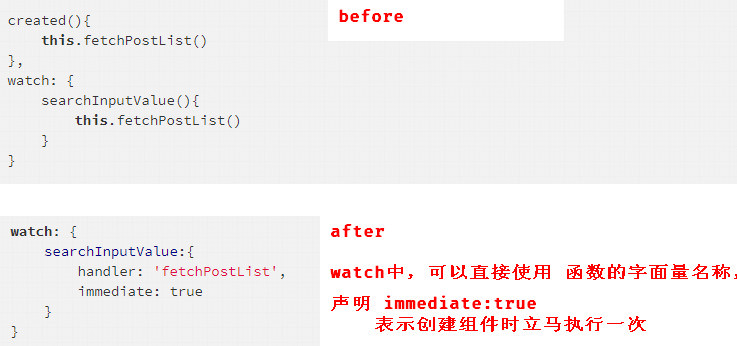 before
created(){
    this.fetchPostList()
},
watch: {
    searchInputValue(){
        this.fetchPostList()
    }
}
after
watch: {
    searchInputValue:{
        handler: 'fetchPostList',
        immediate: true
    }
}
watch中，可以直接使用 函数的字面量名称，
声明 immediate:true
表示创建组件时立马执行一次